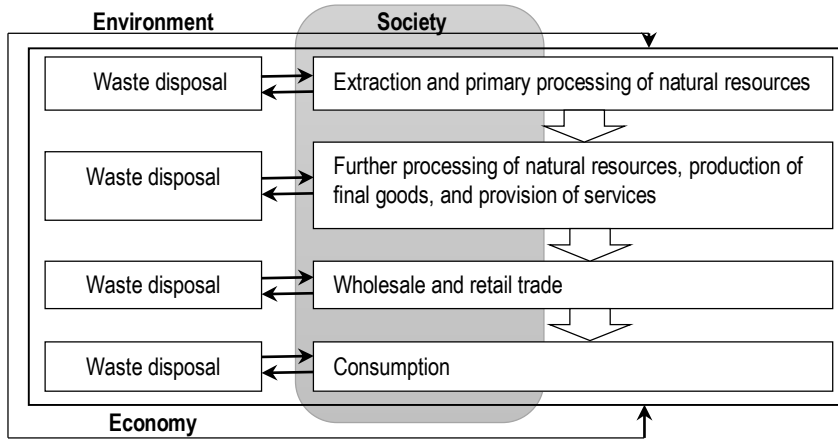 Environment Society
Waste disposal Extraction and primary processing of natural resources
Waste disposal Further processing of natural resources, production of
final goods, and provision of services
Waste disposal Wholesale and retail trade
Waste disposal Consumption
Economy